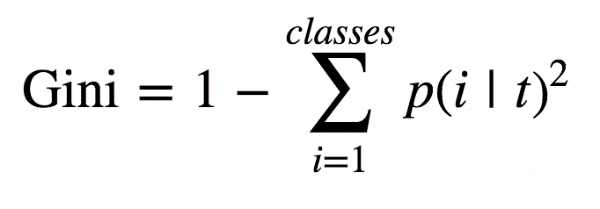 classes
Gini = 1 − ∑ p(i | t)²
i=1